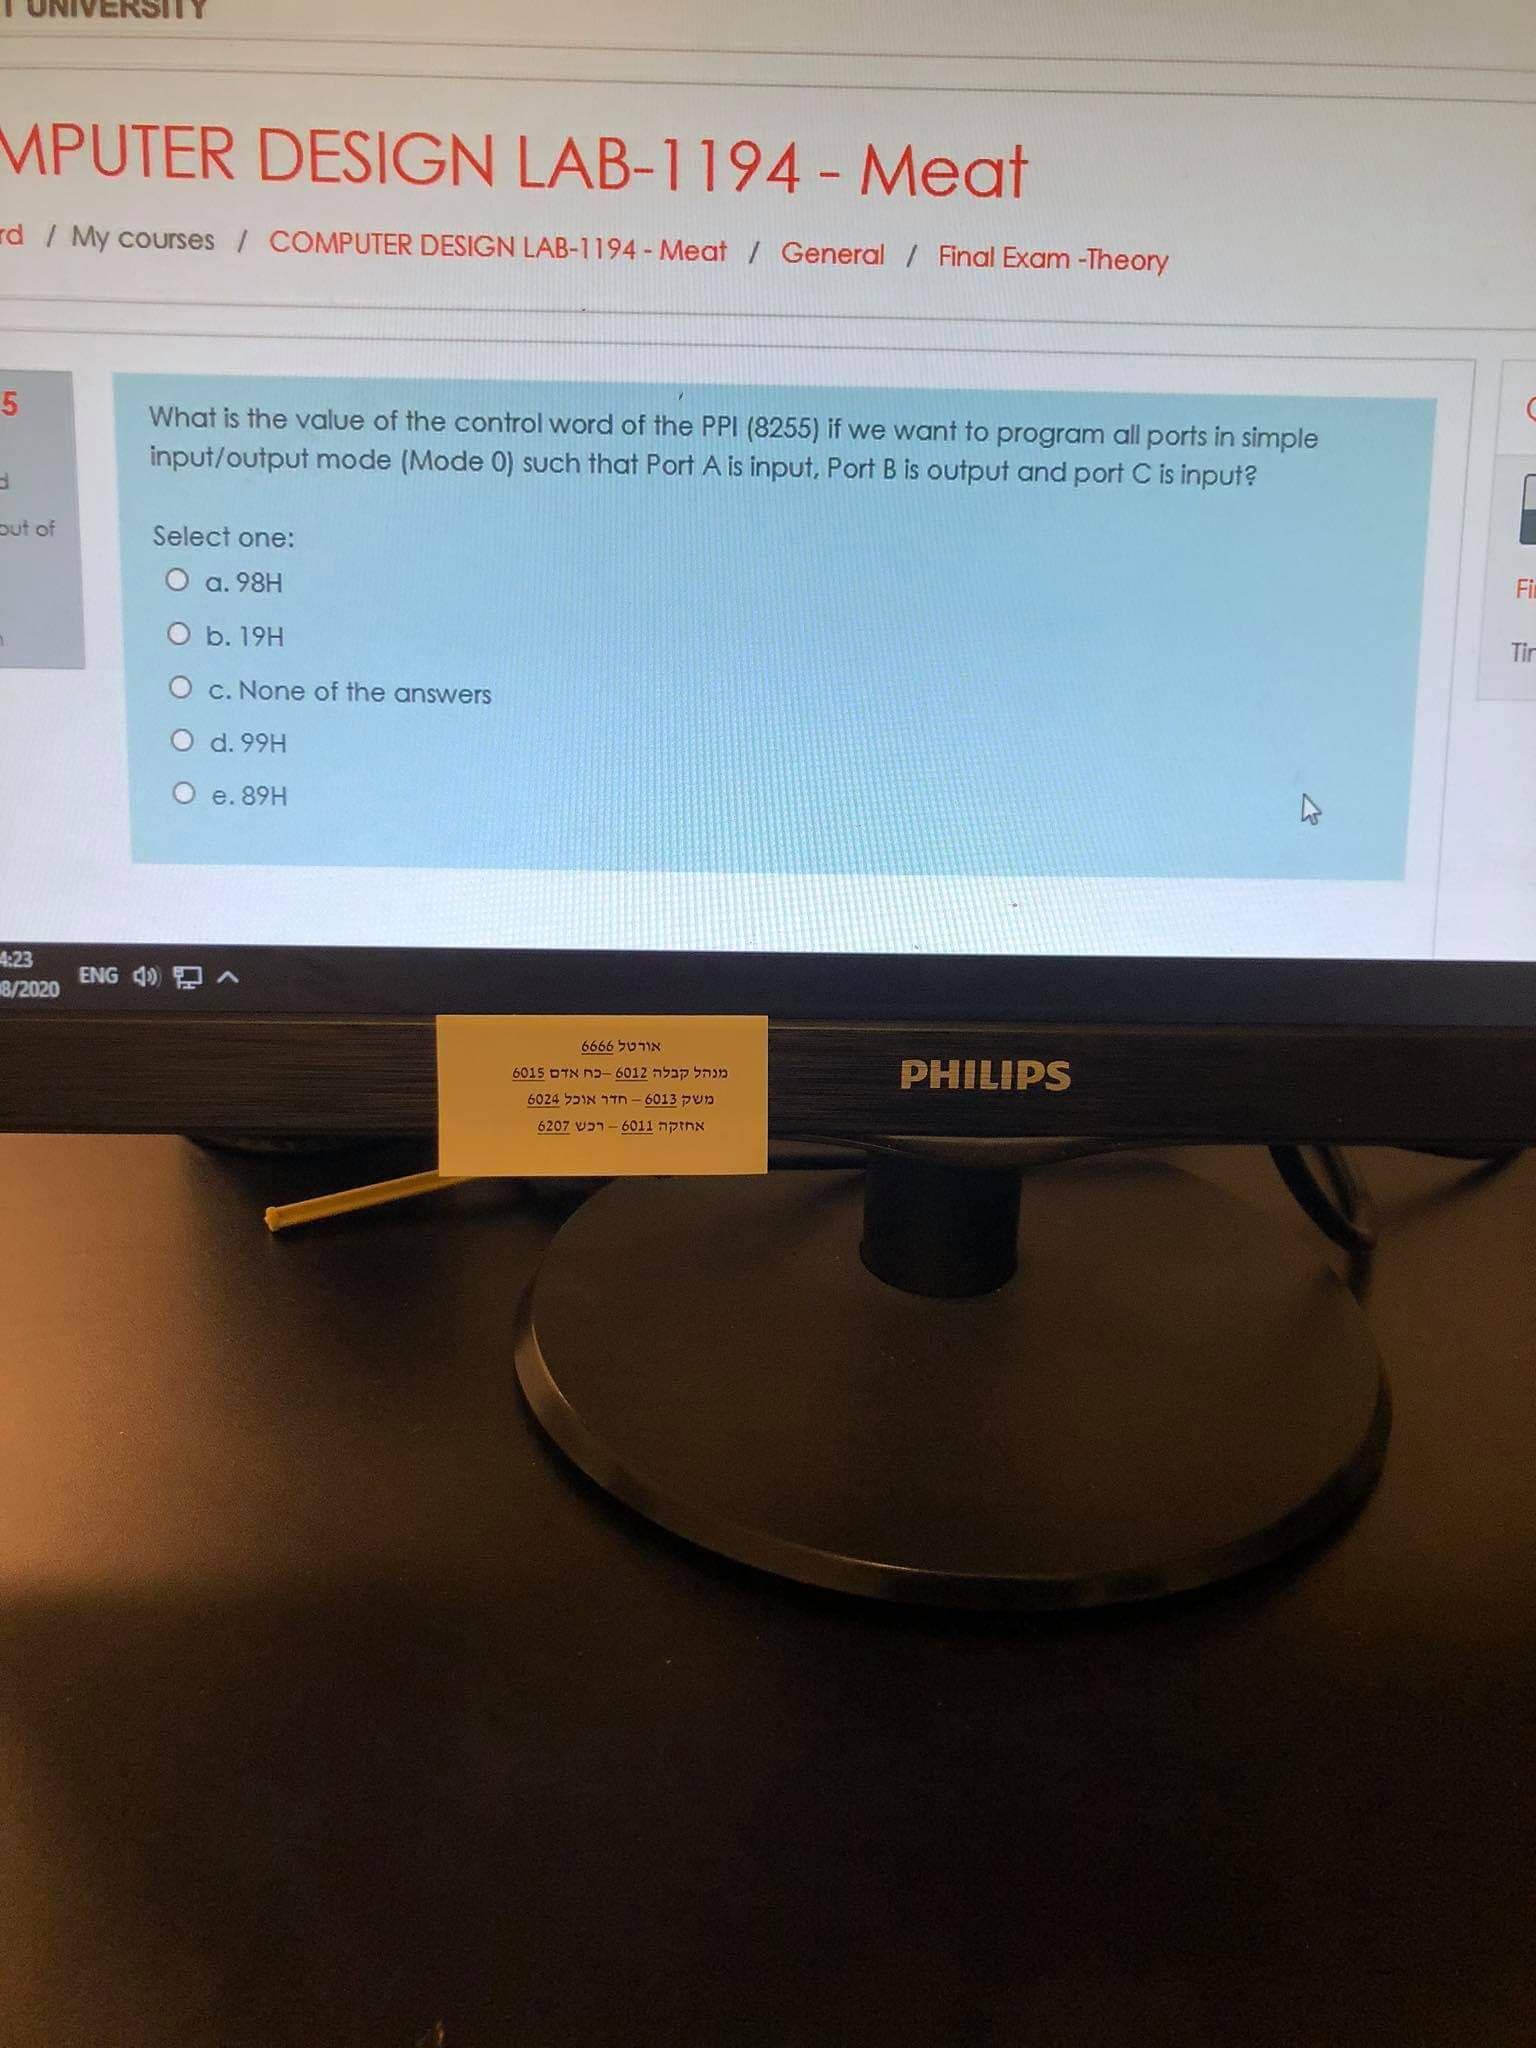 UNIVERSITY
MPUTER DESIGN LAB-1194 - Meat
rd / My courses / COMPUTER DESIGN LAB-1194 - Meat / General / Final Exam -Theory
5
out of
What is the value of the control word of the PPI (8255) if we want to program all ports in simple
input/output mode (Mode 0) such that Port A is input, Port B is output and port C is input?
Select one:
a. 98H
b. 19H
c. None of the answers
d. 99H
e. 89H
Fi
Tir
4:23
8/2020
ENG
אורטל 6666
מנהל קבלה 6012 –כח אדם 6015
משק 6013 – חדר אוכל 6024
אחזקה 6011 – רכש 6207
PHILIPS